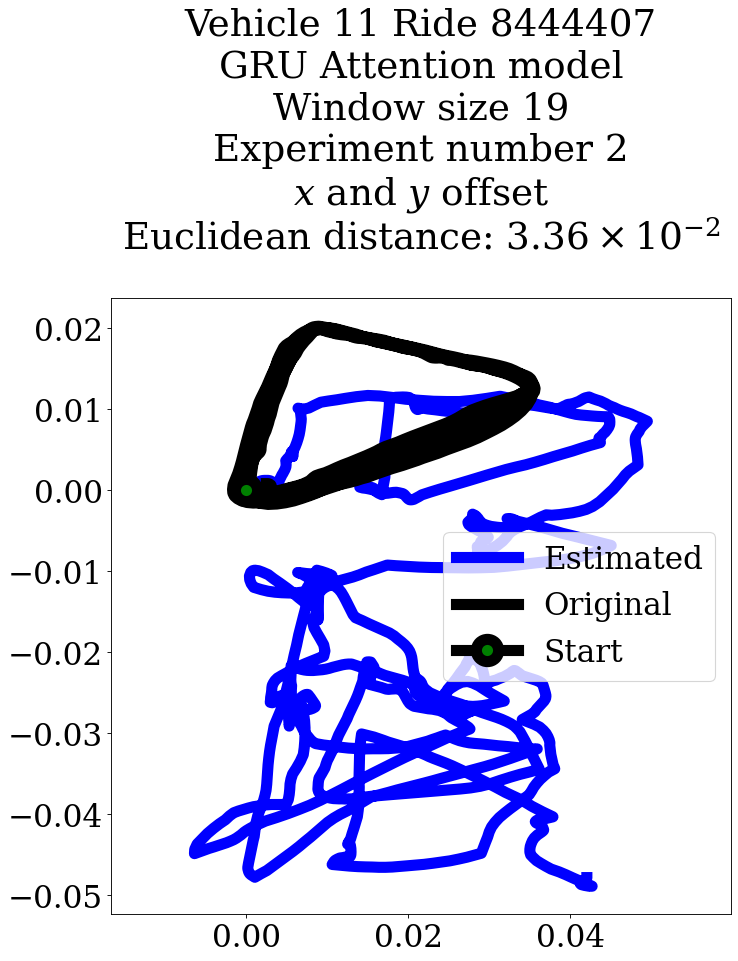 Vehicle 11 Ride 8444407
GRU Attention model
Window size 19
Experiment number 2
x and y offset
Euclidean distance: 3.36 × 10⁻²
0.02
0.01
0.00
−0.01
−0.02
−0.03
−0.04
−0.05
Estimated
Original
Start
0.00 0.02 0.04